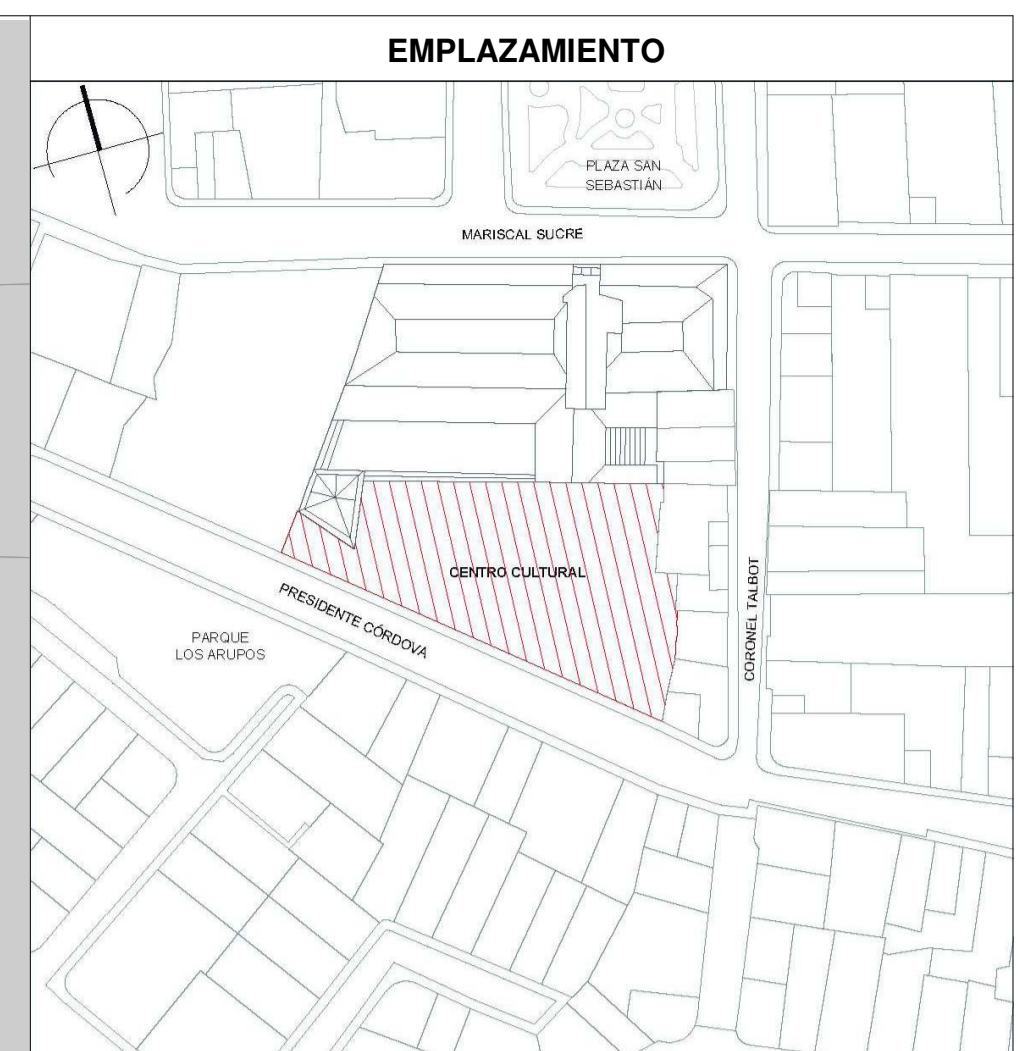 EMPLAZAMIENTO
PLAZA SAN
SEBASTIÁN
MARISCAL SUCRE
CENTRO CULTURAL
PRESIDENTE CÓRDOVA
PARQUE
LOS ARUPOS
CORONEL TALBOT